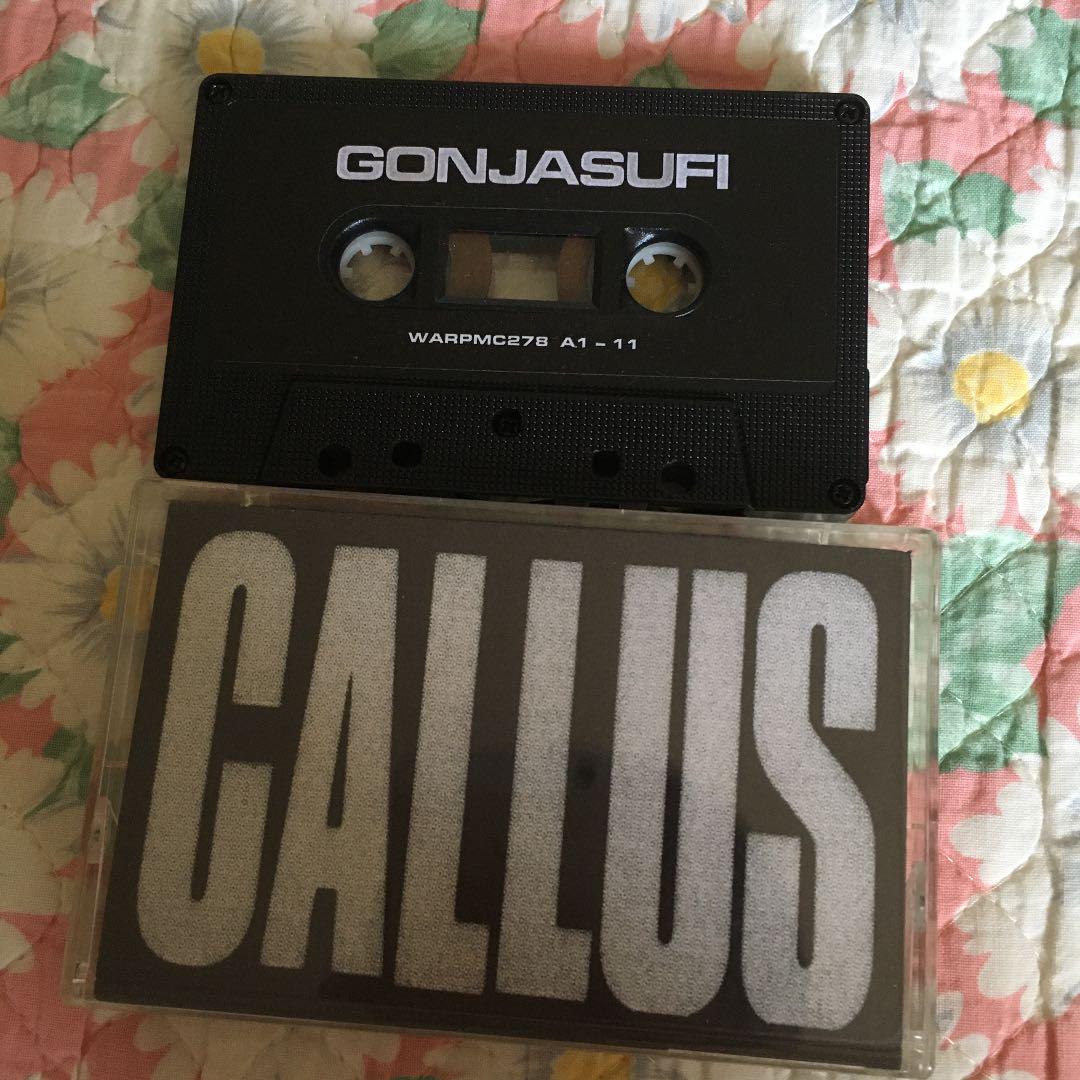 GONJASUFI
WARPMC278 A1 – 11
CALLUS